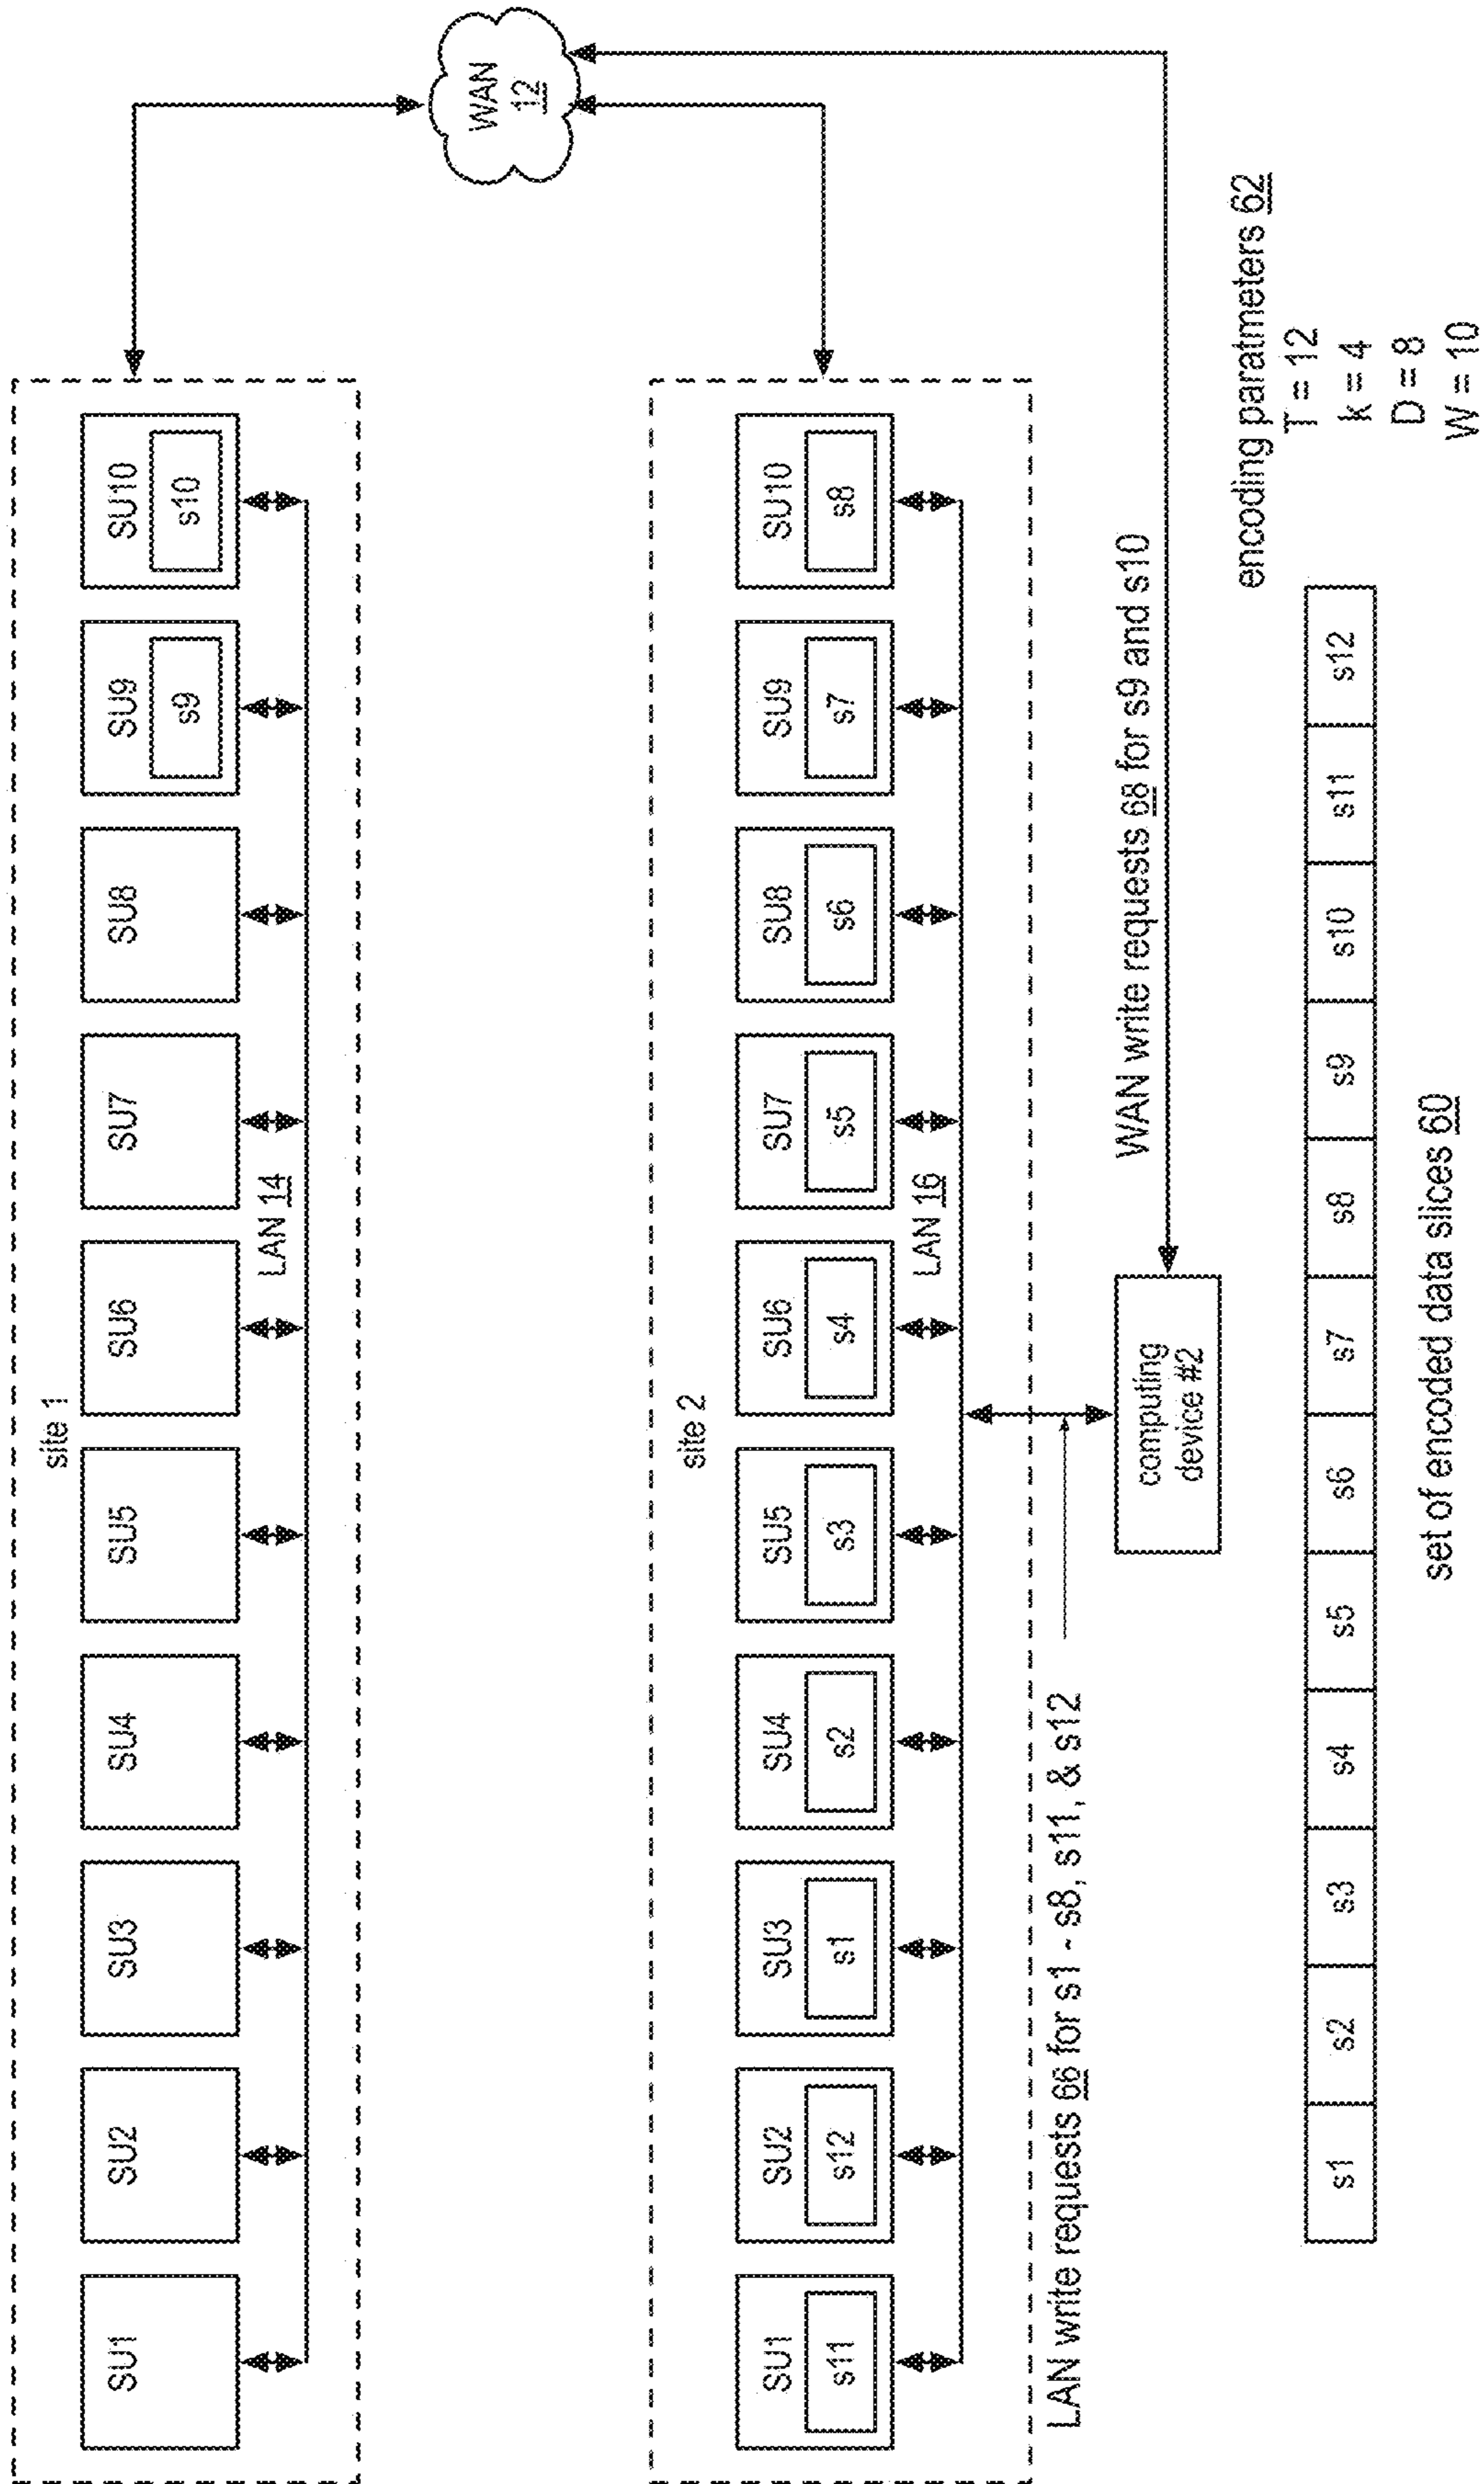 site 1
SU1
SU2
SU3
SU4
SU5
SU6
SU7
SU8
SU9
s9
SU10
s10
LAN 14
WAN
12
site 2
SU1
s11
SU2
s12
SU3
s1
SU4
s2
SU5
s3
SU6
s4
SU7
s5
SU8
s6
SU9
s7
SU10
s8
LAN 16
LAN write requests 66 for s1 - s8, s11, & s12
computing
device #2
WAN write requests 68 for s9 and s10
encoding paratmeters 62
T = 12
k = 4
D = 8
W = 10
s1 s2 s3 s4 s5 s6 s7 s8 s9 s10 s11 s12
set of encoded data slices 60